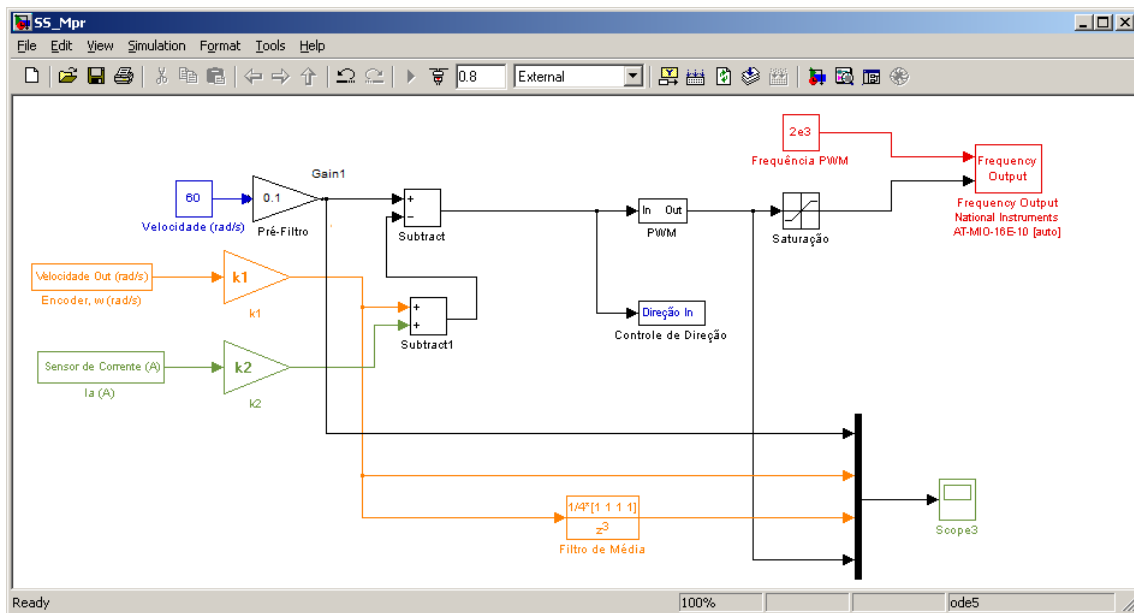 SS_Mpr
File Edit View Simulation Format Tools Help
0.8 External
2e3
Frequência PWM
Frequency
Output
Frequency Output
National Instruments
AT-MIO-16E-10 [auto]
Gain1
60
Velocidade (rad/s)
0.1
Pré-Filtro
+
−
Subtract
In Out
PWM
Saturação
Velocidade Out (rad/s)
Encoder, w (rad/s)
k1
k1
+
+
Subtract1
Direção In
Controle de Direção
Sensor de Corrente (A)
Ia (A)
k2
k2
1/4*[1 1 1 1]
z3
Filtro de Média
Scope3
Ready 100% ode5